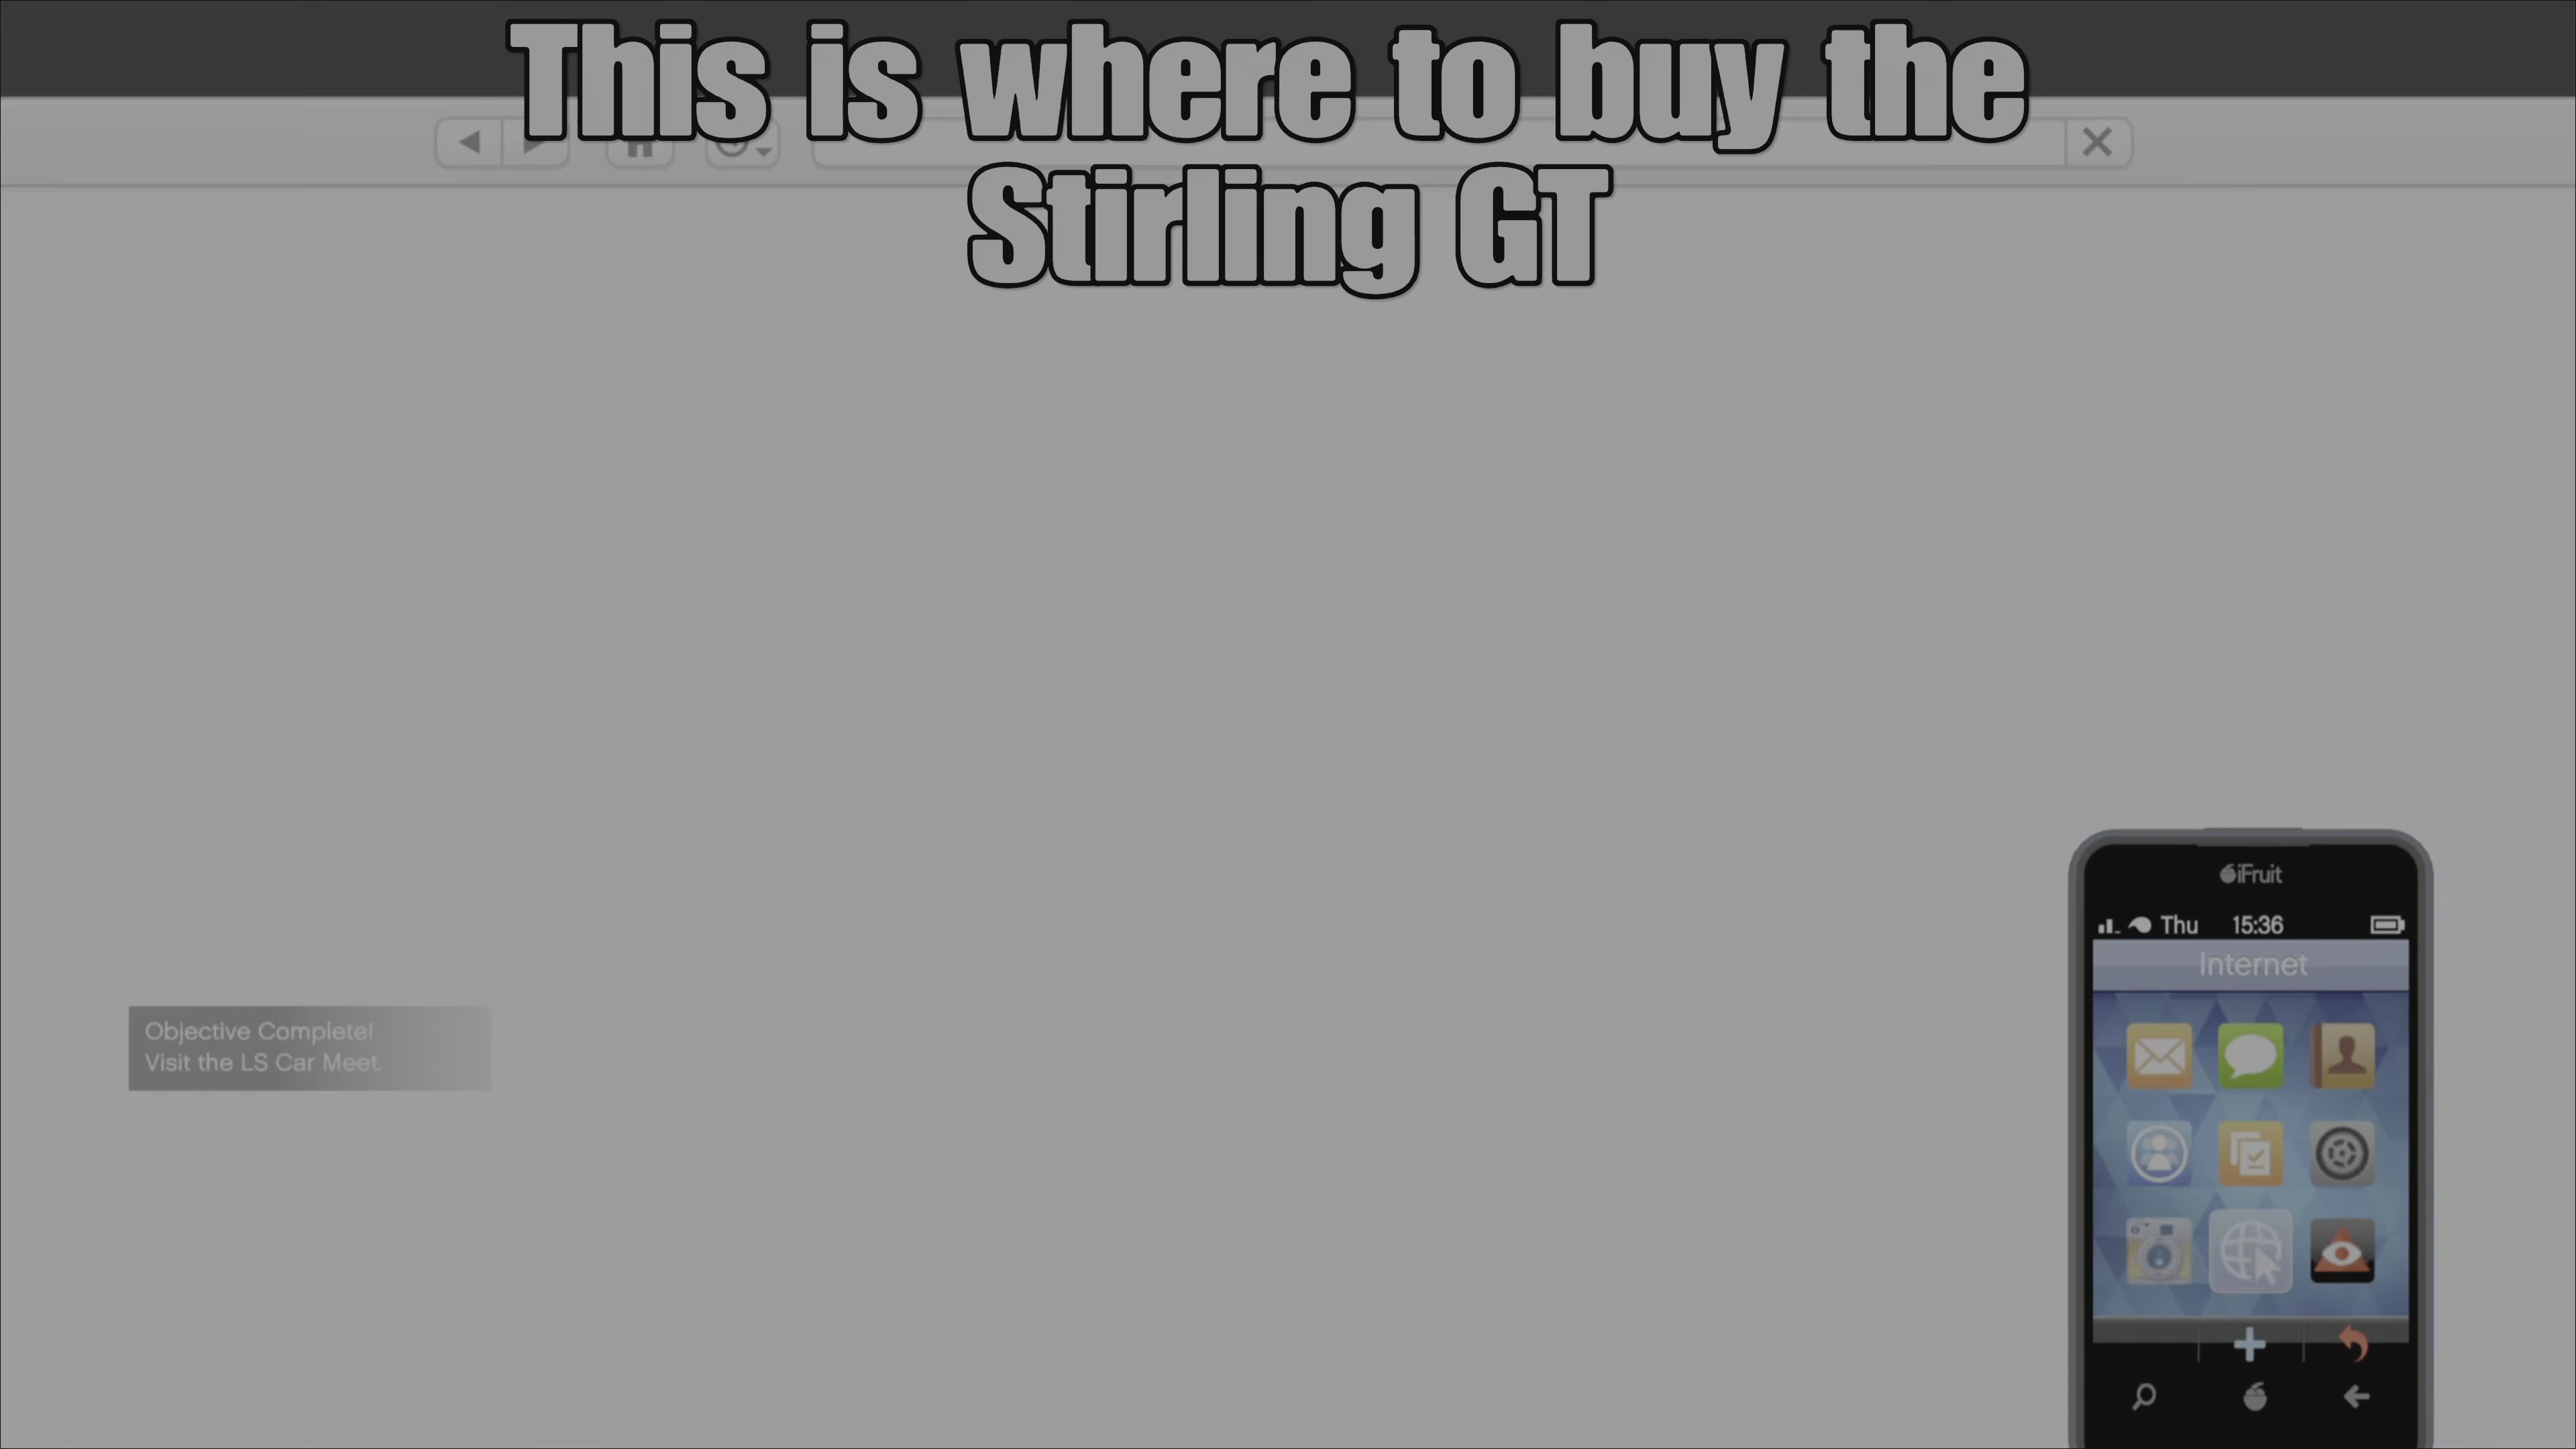 This is where to buy the
Stirling GT
iFruit
Thu 15:36
Internet
Objective Complete!
Visit the LS Car Meet.